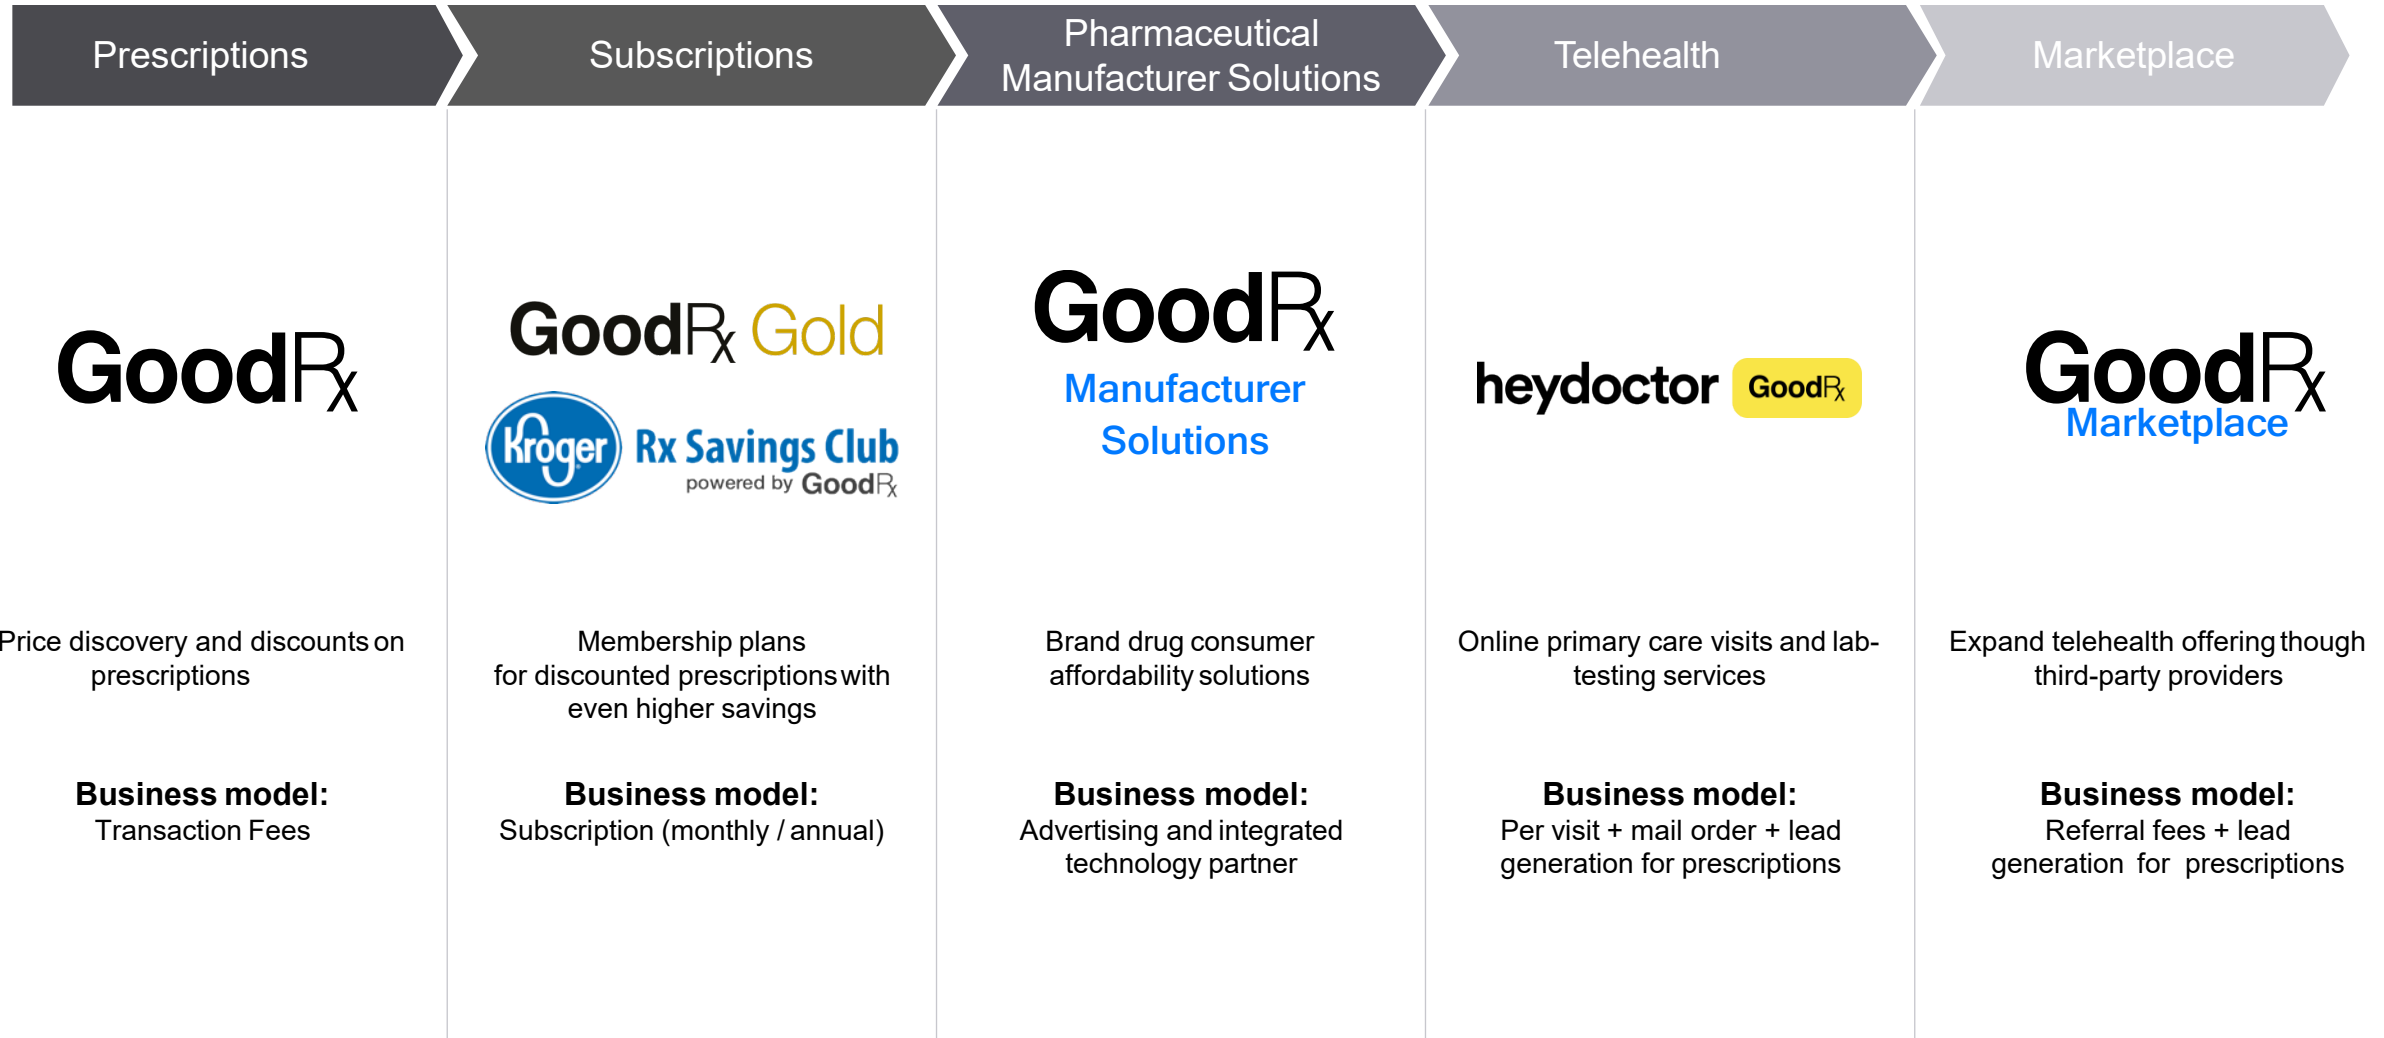 Prescriptions
Subscriptions
Pharmaceutical
Manufacturer Solutions
Telehealth
Marketplace
GoodRx
GoodRx Gold
Kroger Rx Savings Club
powered by GoodRx
GoodRx
Manufacturer
Solutions
heydoctor GoodRx
GoodRx
Marketplace
Price discovery and discounts on
prescriptions
Membership plans
for discounted prescriptions with
even higher savings
Brand drug consumer
affordability solutions
Online primary care visits and lab-
testing services
Expand telehealth offering though
third-party providers
Business model:
Transaction Fees
Business model:
Subscription (monthly / annual)
Business model:
Advertising and integrated
technology partner
Business model:
Per visit + mail order + lead
generation for prescriptions
Business model:
Referral fees + lead
generation for prescriptions